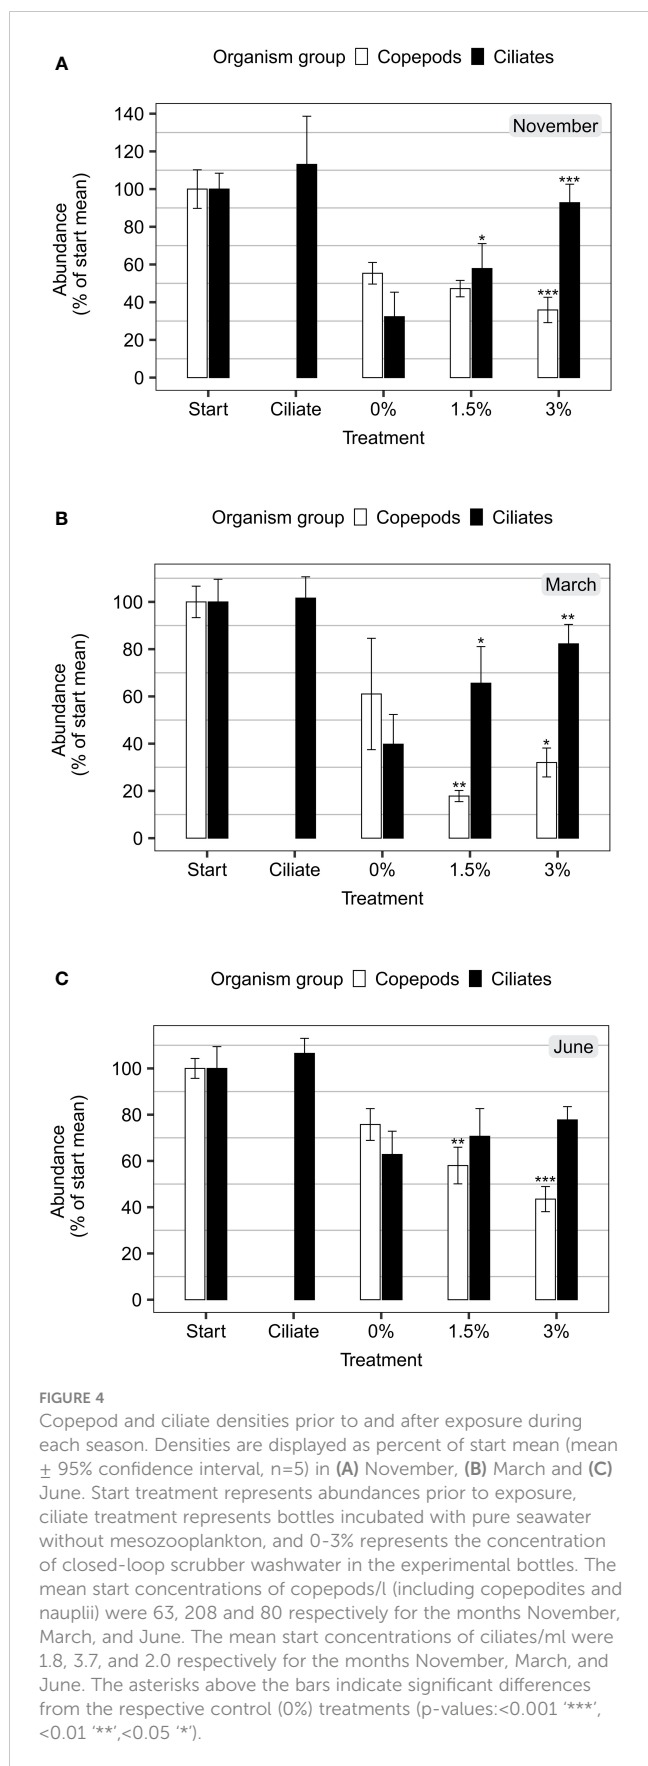 A
Organism group Copepods Ciliates
November
140
120
100
80
60
40
20
0
Abundance
(% of start mean)
*
***
***
Start Ciliate 0% 1.5% 3%
Treatment
B
Organism group Copepods Ciliates
March
100
80
60
40
20
0
Abundance
(% of start mean)
**
*
*
**
Start Ciliate 0% 1.5% 3%
Treatment
C
Organism group Copepods Ciliates
June
100
80
60
40
20
0
Abundance
(% of start mean)
**
***
Start Ciliate 0% 1.5% 3%
Treatment
FIGURE 4
Copepod and ciliate densities prior to and after exposure during
each season. Densities are displayed as percent of start mean (mean
± 95% confidence interval, n=5) in (A) November, (B) March and (C)
June. Start treatment represents abundances prior to exposure,
ciliate treatment represents bottles incubated with pure seawater
without mesozooplankton, and 0-3% represents the concentration
of closed-loop scrubber washwater in the experimental bottles. The
mean start concentrations of copepods/l (including copepodites and
nauplii) were 63, 208 and 80 respectively for the months November,
March, and June. The mean start concentrations of ciliates/ml were
1.8, 3.7, and 2.0 respectively for the months November, March, and
June. The asterisks above the bars indicate significant differences
from the respective control (0%) treatments (p-values:<0.001 ‘***’,
<0.01 ‘**’,<0.05 ‘*’).